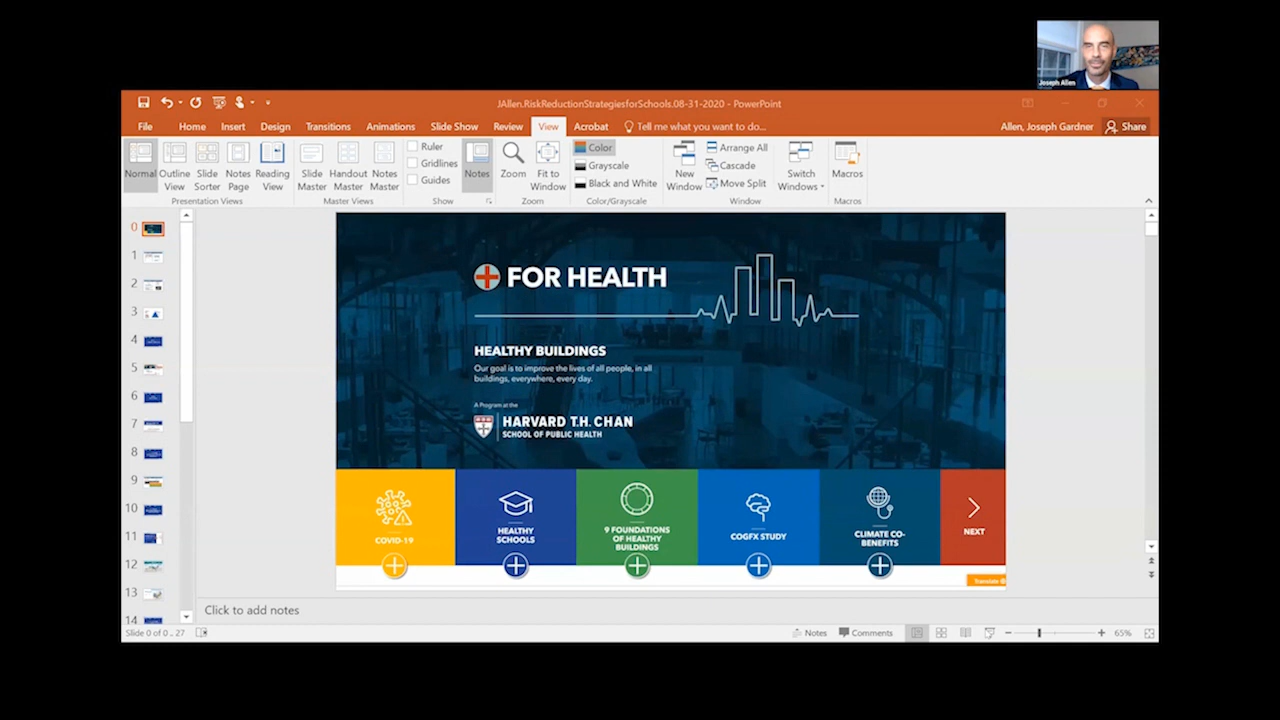 Joseph Allen
JAllen.RiskReductionStrategiesforSchools.08-31-2020 - PowerPoint
File Home Insert Design Transitions Animations Slide Show Review View Acrobat Tell me what you want to do... Allen, Joseph Gardner Share
Normal Outline View Slide Sorter Notes Page Reading View
Presentation Views
Slide Master Handout Master Notes Master
Master Views
Ruler
Gridlines
Guides
Show
Notes
Zoom Fit to Window
Zoom
Color
Grayscale
Black and White
Color/Grayscale
New Window
Arrange All
Cascade
Move Split
Window
Switch Windows
Macros
Macros
0
1
2
3
4
5
6
7
8
9
10
11
12
13
14
FOR HEALTH
HEALTHY BUILDINGS
Our goal is to improve the lives of all people, in all
buildings, everywhere, every day.
A Program at the
HARVARD T.H. CHAN
SCHOOL OF PUBLIC HEALTH
COVID-19
HEALTHY
SCHOOLS
9 FOUNDATIONS
OF HEALTHY
BUILDINGS
COGFX STUDY
CLIMATE CO-
BENEFITS
NEXT
Translate
Click to add notes
Slide 0 of 0 .. 27
Notes Comments 65%